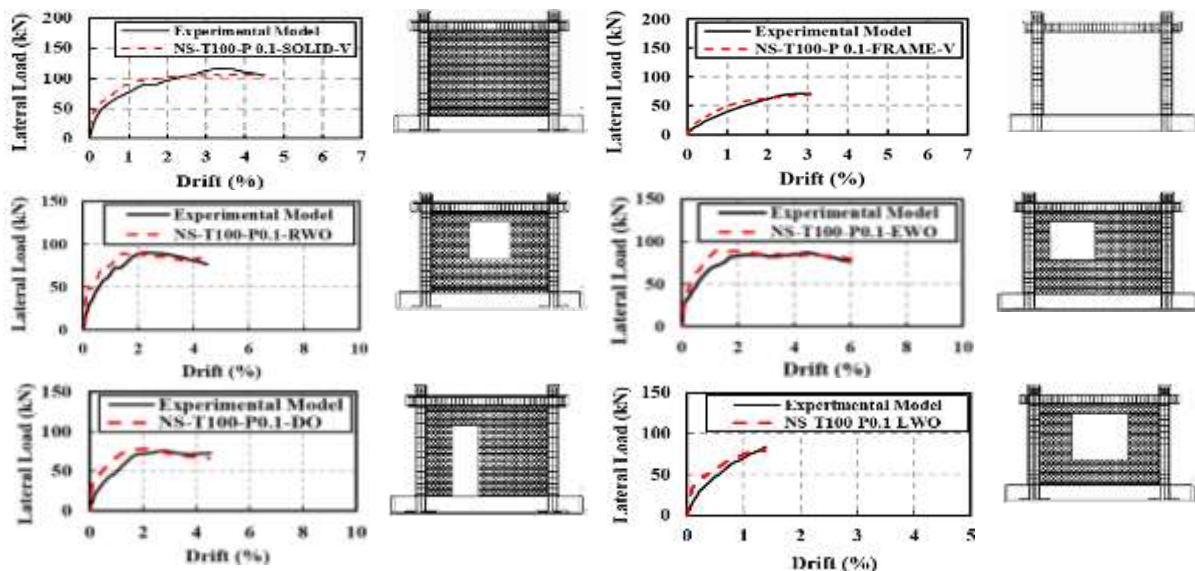 Lateral Load (kN)
200
150
100
50
0
Experimental Model
NS-T100-P 0.1-SOLID-V
0 1 2 3 4 5 6 7
Drift (%)
Lateral Load (kN)
200
150
100
50
0
Experimental Model
NS-T100-P 0.1-FRAME-V
0 1 2 3 4 5 6 7
Drift (%)
Lateral Load (kN)
150
100
50
0
Experimental Model
NS-T100-P0.1-RWO
0 2 4 6 8 10
Drift (%)
Lateral Load (kN)
150
100
50
0
Experimental Model
NS-T100-P0.1-EWO
0 2 4 6 8 10
Drift (%)
Lateral Load (kN)
150
100
50
0
Experimental Model
NS-T100-P0.1-DO
0 2 4 6 8 10
Drift (%)
Lateral Load (kN)
150
100
50
0
Experimental Model
NS T100 P0.1 LWO
0 1 2 3 4 5
Drift (%)